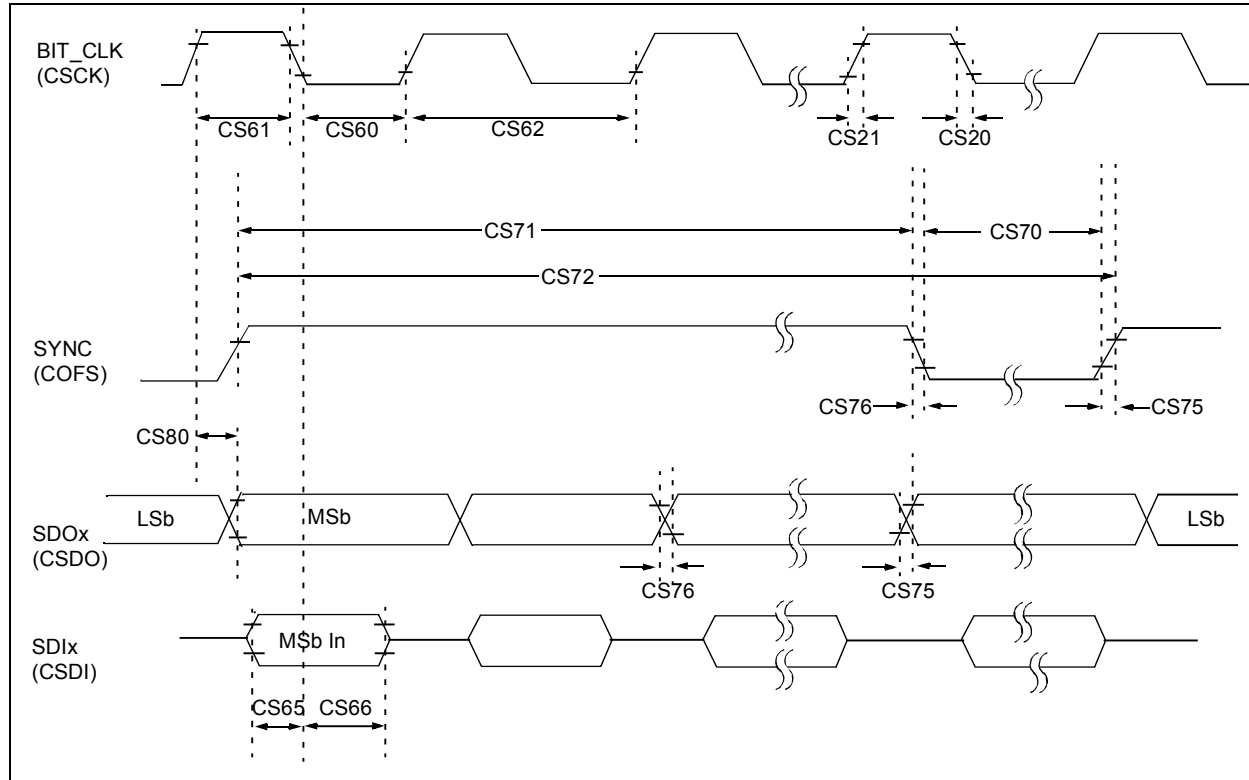 BIT_CLK
(CSCK)
CS61
CS60
CS62
CS21
CS20
CS71
CS70
CS72
SYNC
(COFS)
CS76
CS75
CS80
LSb
MSb
LSb
SDOx
(CSDO)
CS76
CS75
SDIx
(CSDI)
MSb In
CS65
CS66